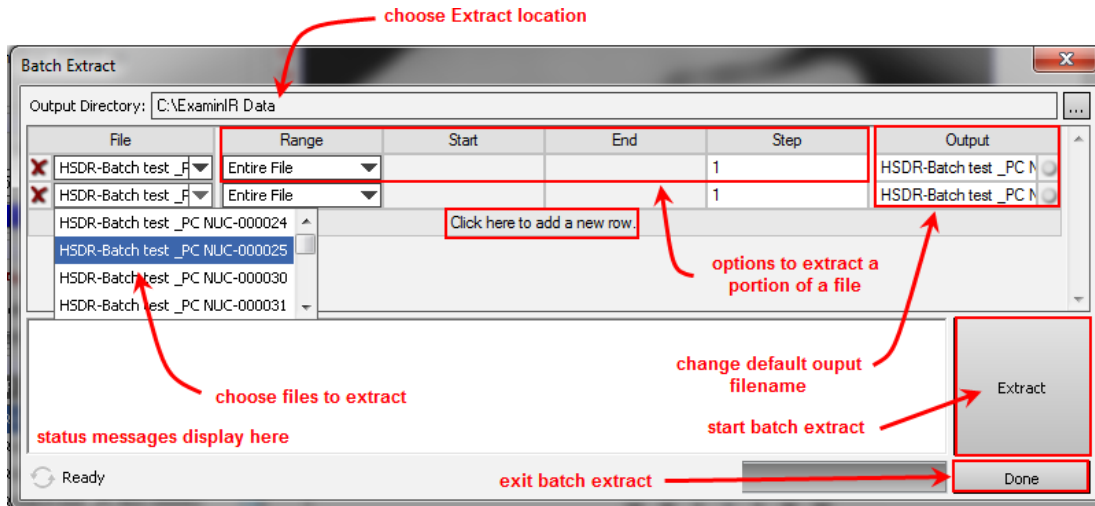 choose Extract location
Batch Extract
Output Directory: C:\ExaminIR Data ...
File Range Start End Step Output
HSDR-Batch test _P Entire File 1 HSDR-Batch test _PC N
HSDR-Batch test _P Entire File 1 HSDR-Batch test _PC N
Click here to add a new row.
HSDR-Batch test _PC NUC-000024
HSDR-Batch test _PC NUC-000025
HSDR-Batch test _PC NUC-000030
HSDR-Batch test _PC NUC-000031
options to extract a
portion of a file
change default ouput
filename
choose files to extract
Extract
start batch extract
status messages display here
Ready
exit batch extract
Done